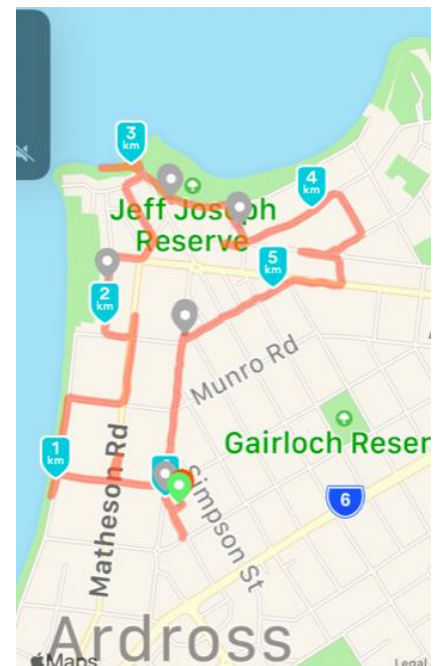 3
km
4
km
Jeff Joseph
Reserve
5
km
2
km
Munro Rd
Gairloch Reser
1
km
Matheson Rd
Simpson St
6
Ardross
Maps
Legal